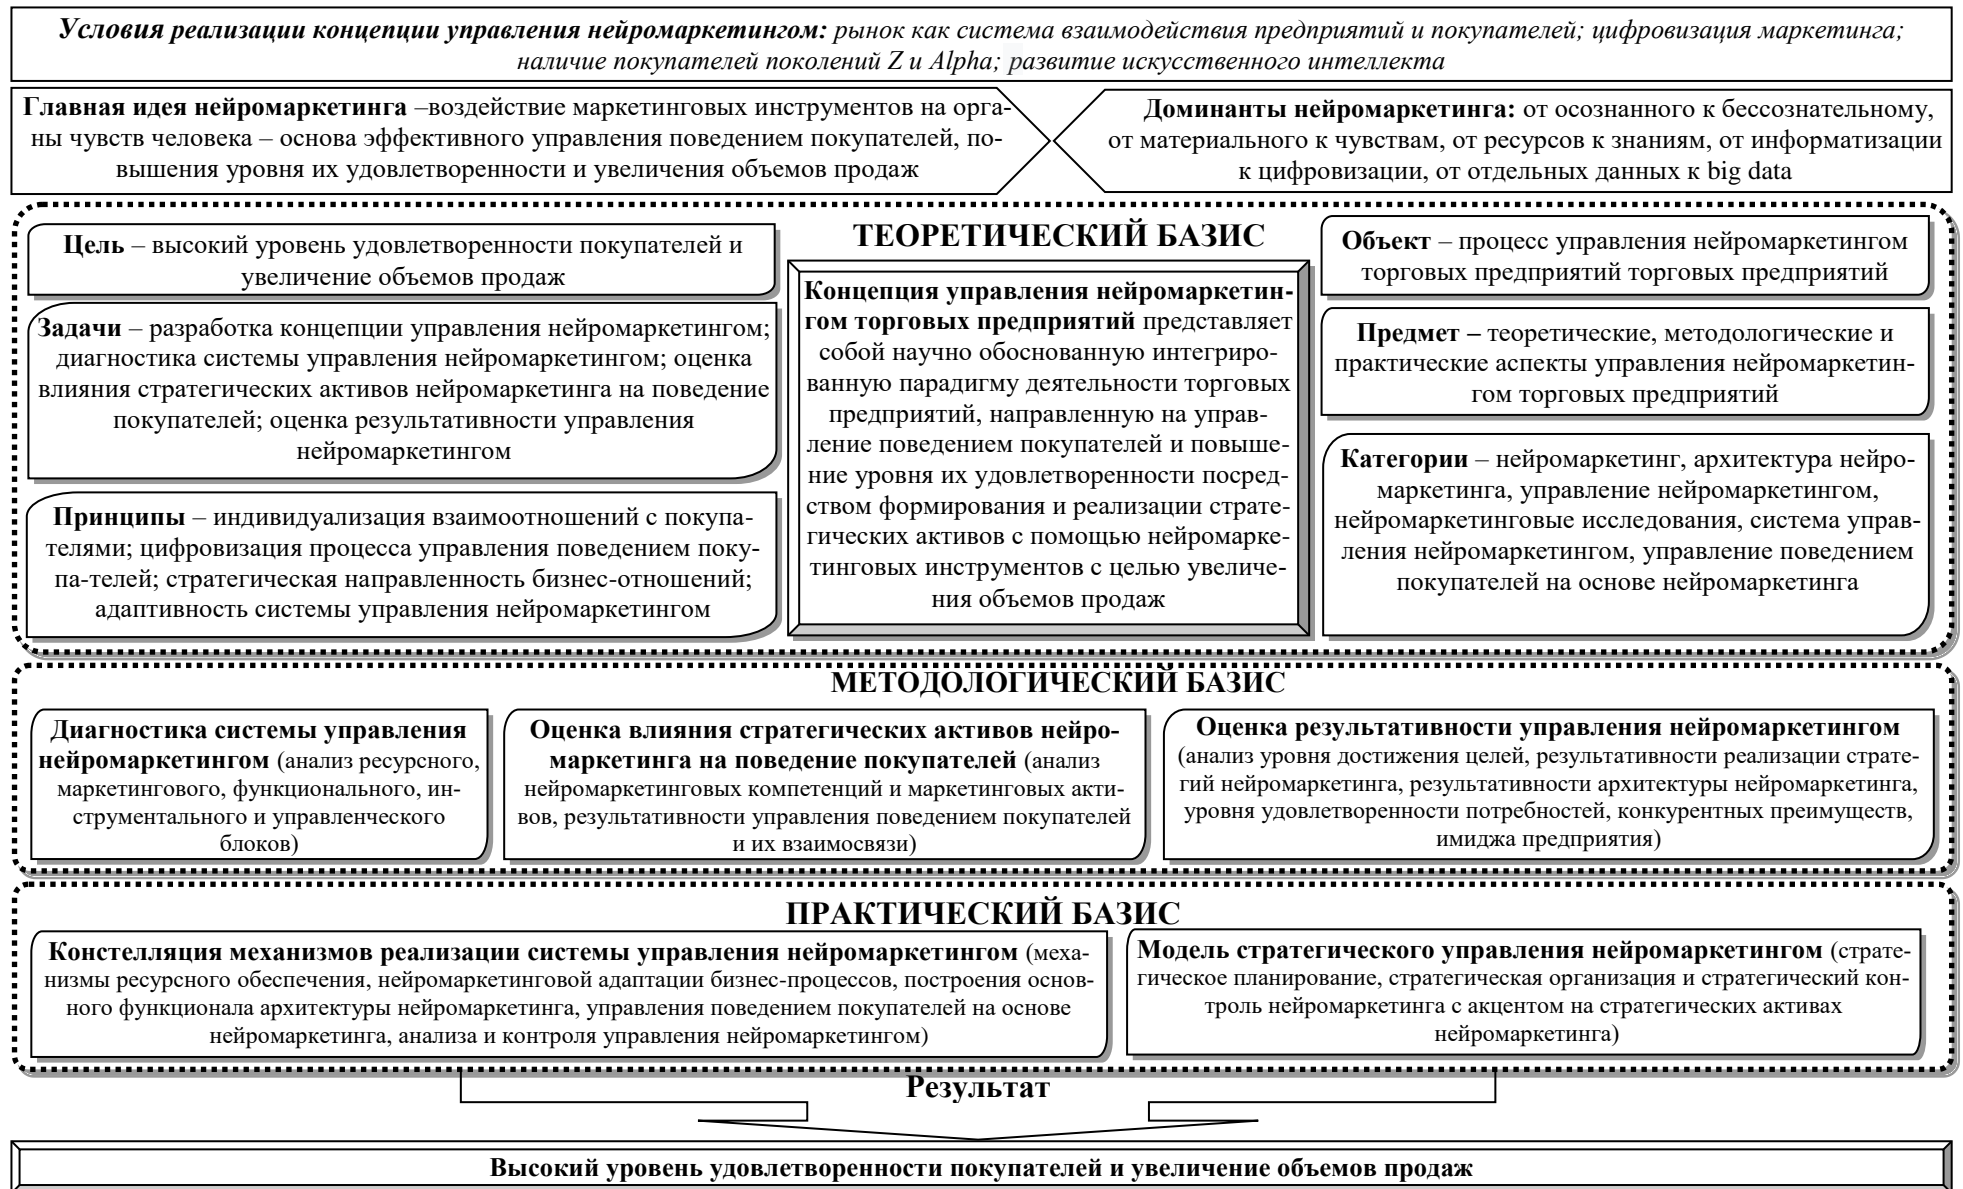 Условия реализации концепции управления нейромаркетингом: рынок как система взаимодействия предприятий и покупателей; цифровизация маркетинга;
наличие покупателей поколений Z и Alpha; развитие искусственного интеллекта
Главная идея нейромаркетинга –воздействие маркетинговых инструментов на орга-
ны чувств человека – основа эффективного управления поведением покупателей, по-
вышения уровня их удовлетворенности и увеличения объемов продаж
Доминанты нейромаркетинга: от осознанного к бессознательному,
от материального к чувствам, от ресурсов к знаниям, от информатизации
к цифровизации, от отдельных данных к big data
ТЕОРЕТИЧЕСКИЙ БАЗИС
Цель – высокий уровень удовлетворенности покупателей и
увеличение объемов продаж
Задачи – разработка концепции управления нейромаркетингом;
диагностика системы управления нейромаркетингом; оценка
влияния стратегических активов нейромаркетинга на поведение
покупателей; оценка результативности управления
нейромаркетингом
Принципы – индивидуализация взаимоотношений с покупа-
телями; цифровизация процесса управления поведением поку-
па-телей; стратегическая направленность бизнес-отношений;
адаптивность системы управления нейромаркетингом
Концепция управления нейромаркетин-
гом торговых предприятий представляет
собой научно обоснованную интегриро-
ванную парадигму деятельности торговых
предприятий, направленную на управ-
ление поведением покупателей и повыше-
ние уровня их удовлетворенности посред-
ством формирования и реализации страте-
гических активов с помощью нейромарке-
тинговых инструментов с целью увеличе-
ния объемов продаж
Объект – процесс управления нейромаркетингом
торговых предприятий торговых предприятий
Предмет – теоретические, методологические и
практические аспекты управления нейромаркетин-
гом торговых предприятий
Категории – нейромаркетинг, архитектура нейро-
маркетинга, управление нейромаркетингом,
нейромаркетинговые исследования, система управ-
ления нейромаркетингом, управление поведением
покупателей на основе нейромаркетинга
МЕТОДОЛОГИЧЕСКИЙ БАЗИС
Диагностика системы управления
нейромаркетингом (анализ ресурсного,
маркетингового, функционального, ин-
струментального и управленческого
блоков)
Оценка влияния стратегических активов нейро-
маркетинга на поведение покупателей (анализ
нейромаркетинговых компетенций и маркетинговых акти-
вов, результативности управления поведением покупателей
и их взаимосвязи)
Оценка результативности управления нейромаркетингом
(анализ уровня достижения целей, результативности реализации страте-
гий нейромаркетинга, результативности архитектуры нейромаркетинга,
уровня удовлетворенности потребностей, конкурентных преимуществ,
имиджа предприятия)
ПРАКТИЧЕСКИЙ БАЗИС
Констелляция механизмов реализации системы управления нейромаркетингом (меха-
низмы ресурсного обеспечения, нейромаркетинговой адаптации бизнес-процессов, построения основ-
ного функционала архитектуры нейромаркетинга, управления поведением покупателей на основе
нейромаркетинга, анализа и контроля управления нейромаркетингом)
Модель стратегического управления нейромаркетингом (страте-
гическое планирование, стратегическая организация и стратегический кон-
троль нейромаркетинга с акцентом на стратегических активах
нейромаркетинга)
Результат
Высокий уровень удовлетворенности покупателей и увеличение объемов продаж